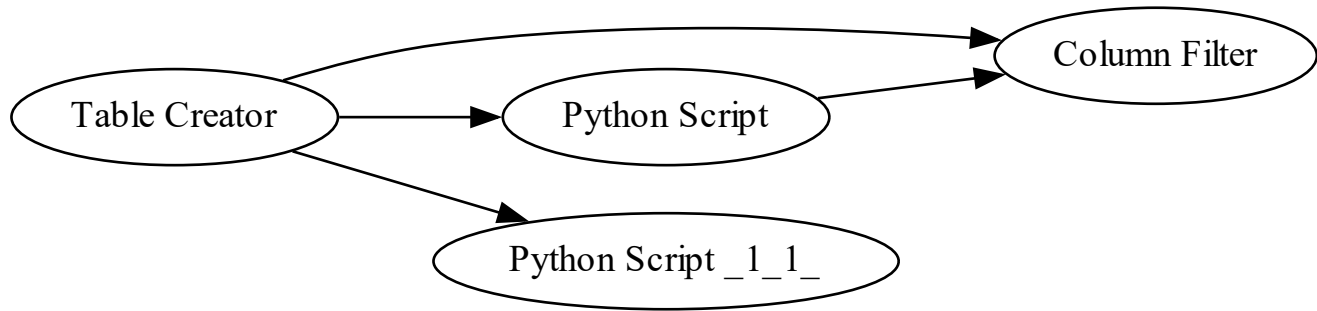 Column Filter
Table Creator
Python Script
Python Script _1_1_